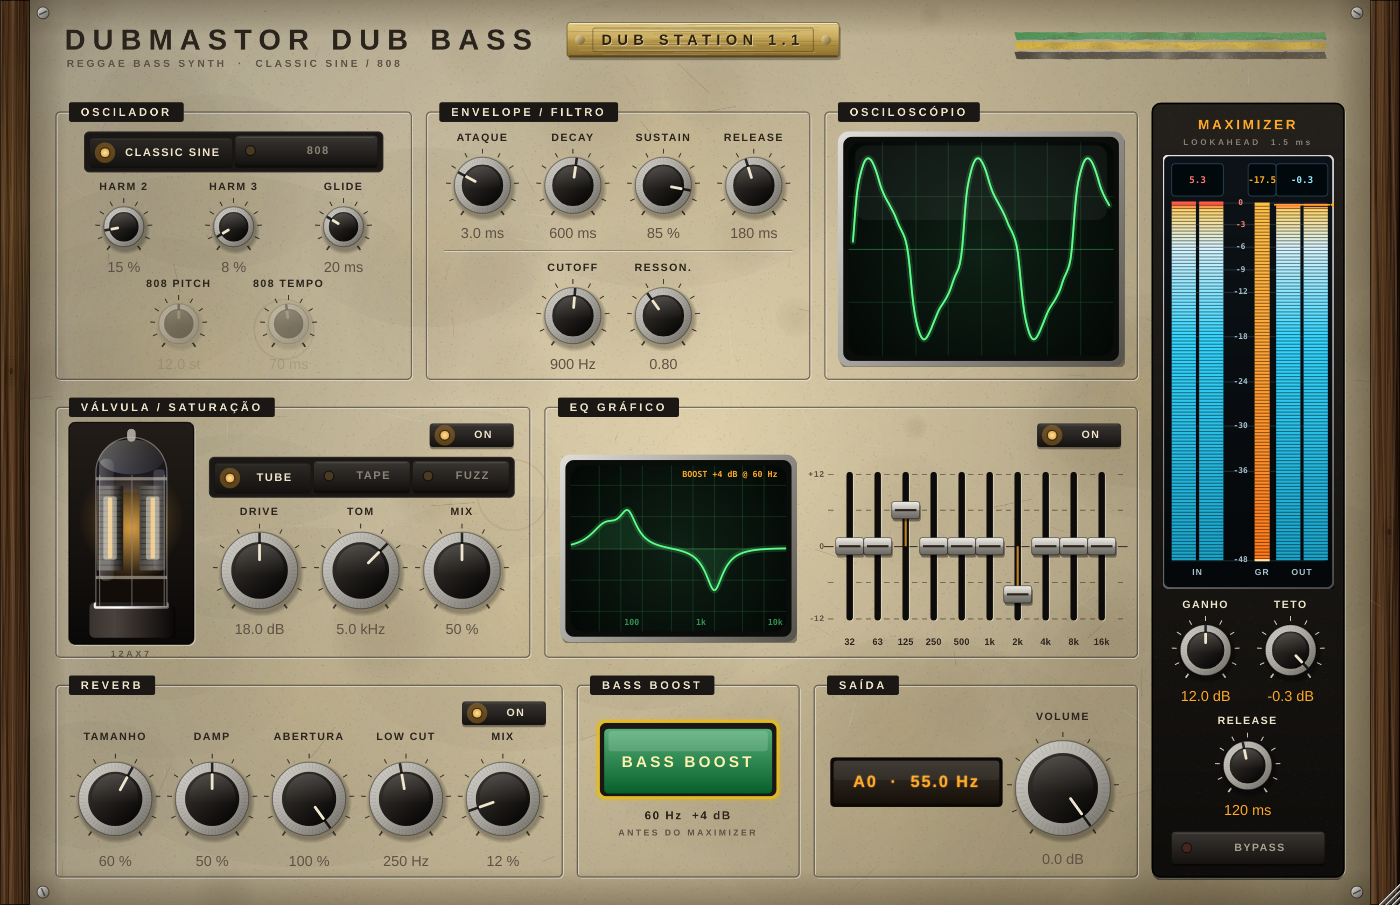 DUBMASTOR DUB BASS
REGGAE BASS SYNTH · CLASSIC SINE / 808
DUB STATION 1.1
OSCILADOR
CLASSIC SINE 808
HARM 2 HARM 3 GLIDE
15 % 8 % 20 ms
808 PITCH 808 TEMPO
12.0 st 70 ms
ENVELOPE / FILTRO
ATAQUE DECAY SUSTAIN RELEASE
3.0 ms 600 ms 85 % 180 ms
CUTOFF RESSON.
900 Hz 0.80
OSCILOSCÓPIO
MAXIMIZER
LOOKAHEAD 1.5 ms
5.3 -17.5 -0.3
0
-3
-6
-9
-12
-18
-24
-30
-36
-48
IN GR OUT
GANHO TETO
12.0 dB -0.3 dB
RELEASE
120 ms
BYPASS
VÁLVULA / SATURAÇÃO
ON
TUBE TAPE FUZZ
DRIVE TOM MIX
18.0 dB 5.0 kHz 50 %
12AX7
EQ GRÁFICO
ON
BOOST +4 dB @ 60 Hz
100 1k 10k
+12
0
-12
32 63 125 250 500 1k 2k 4k 8k 16k
REVERB
ON
TAMANHO DAMP ABERTURA LOW CUT MIX
60 % 50 % 100 % 250 Hz 12 %
BASS BOOST
BASS BOOST
60 Hz +4 dB
ANTES DO MAXIMIZER
SAÍDA
VOLUME
A0 · 55.0 Hz
0.0 dB